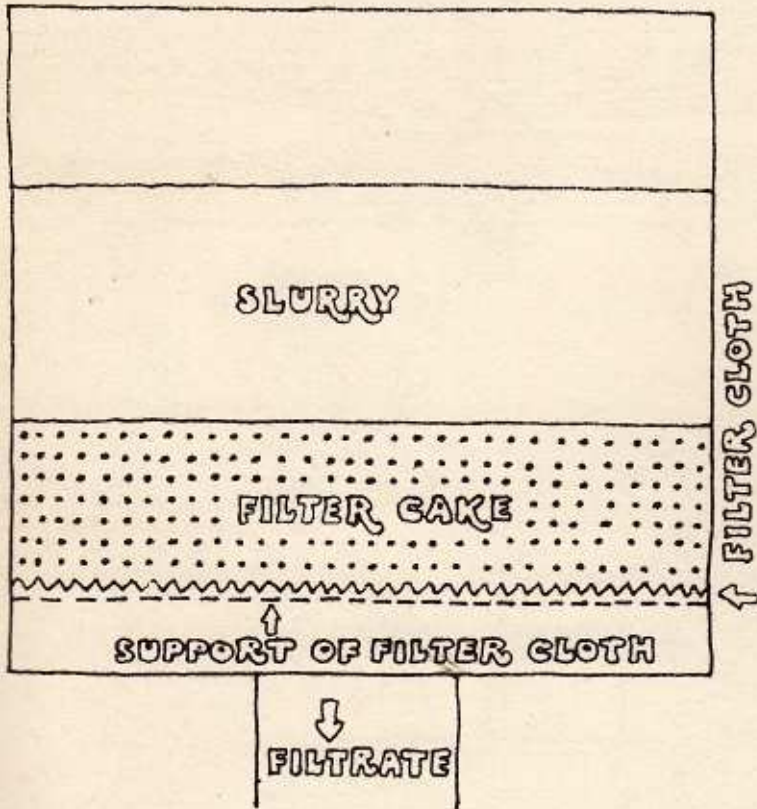 SLURRY
FILTER CLOTH
FILTER CAKE
SUPPORT OF FILTER CLOTH
FILTRATE